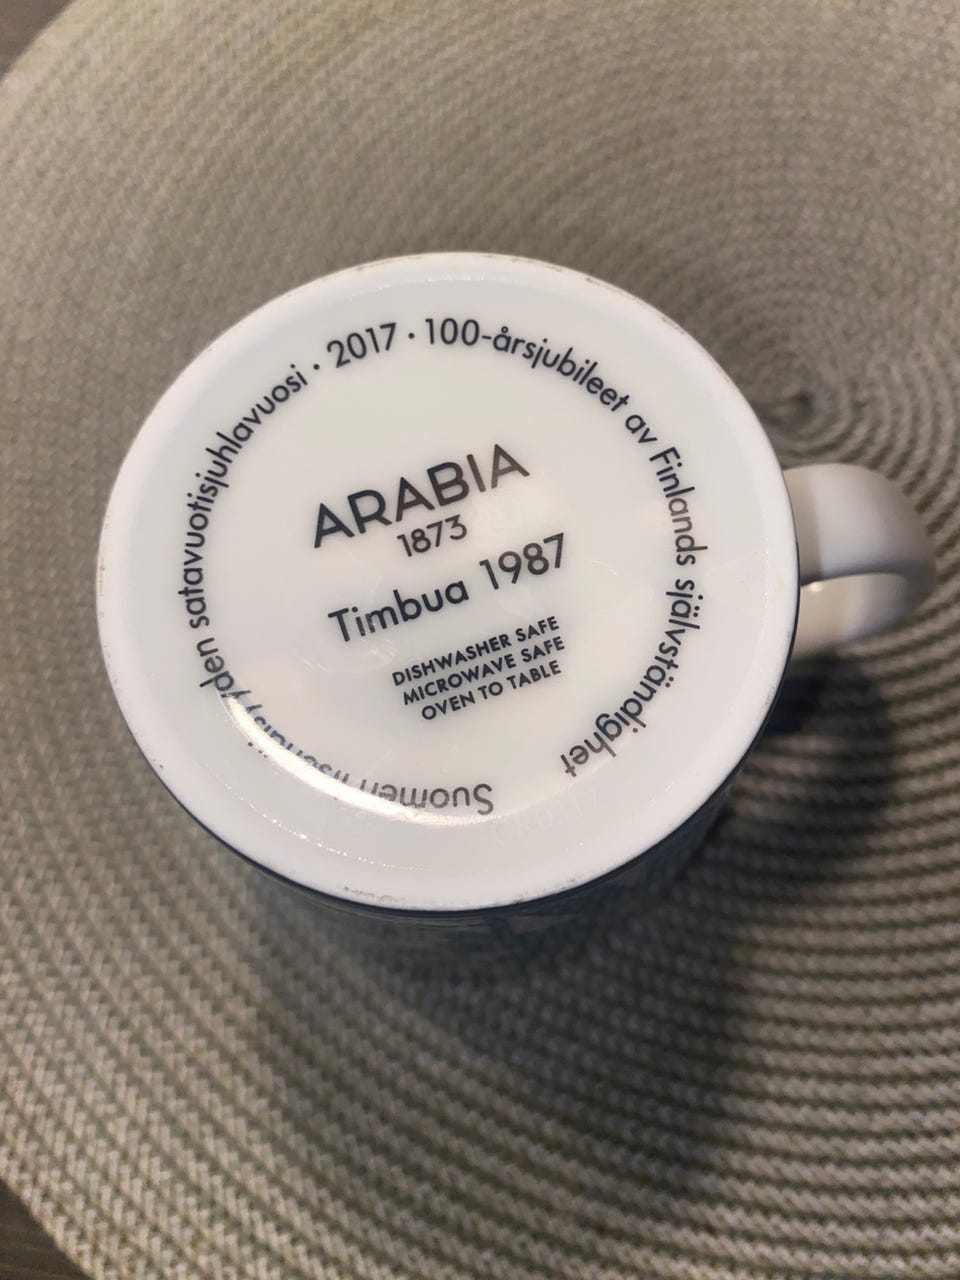 Suomen itsenäisyyden satavuotisjuhlavuosi · 2017 · 100-årsjubileet av Finlands självständighet
ARABIA
1873
Timbua 1987
DISHWASHER SAFE
MICROWAVE SAFE
OVEN TO TABLE